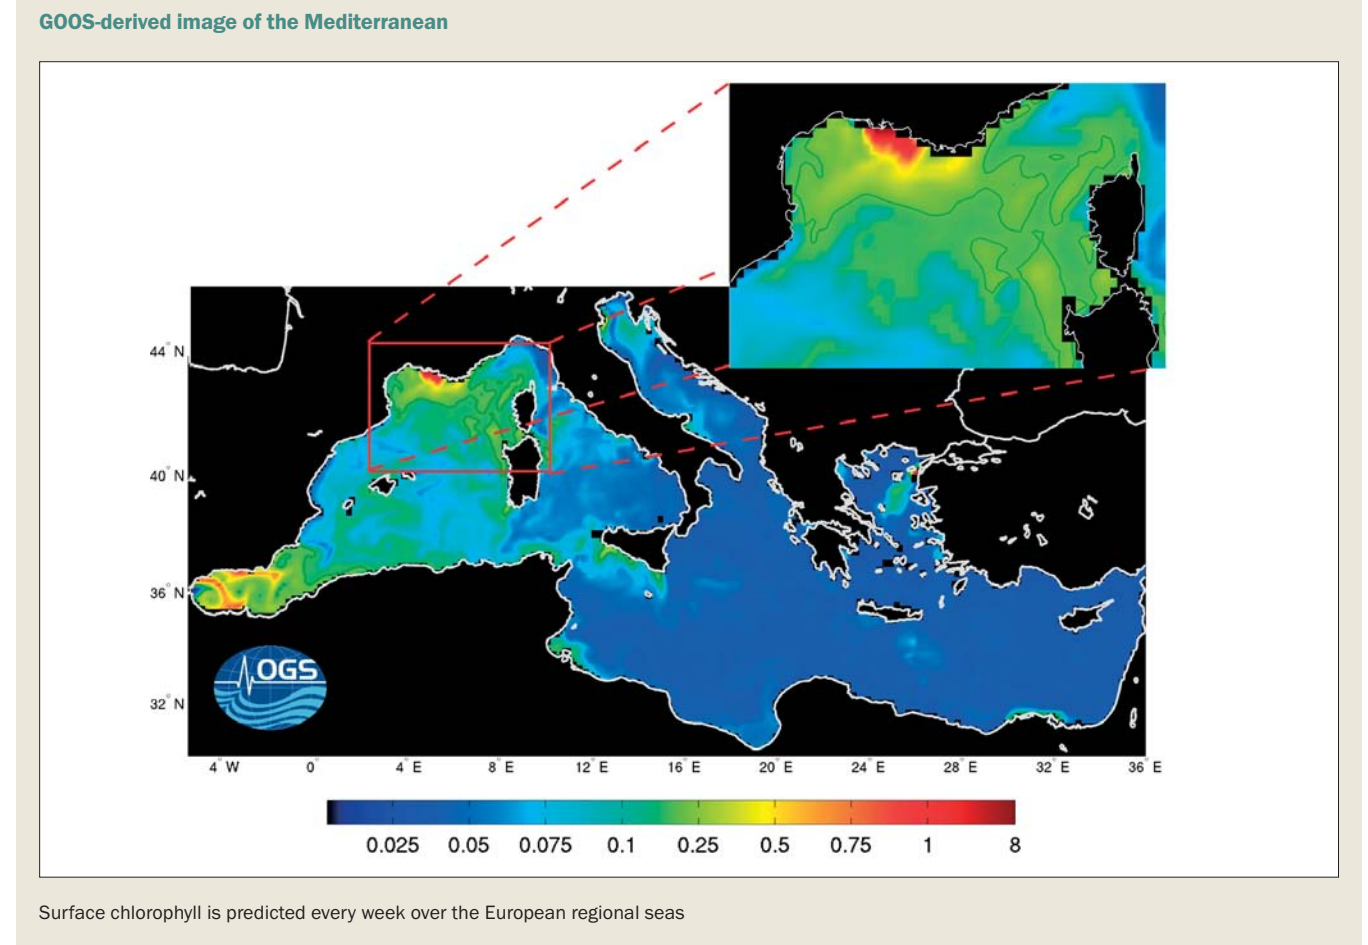 GOOS-derived image of the Mediterranean
44° N
40° N
36° N
32° N
OGS
4° W 0° 4° E 8° E 12° E 16° E 20° E 24° E 28° E 32° E 36° E
0.025 0.05 0.075 0.1 0.25 0.5 0.75 1 8
Surface chlorophyll is predicted every week over the European regional seas